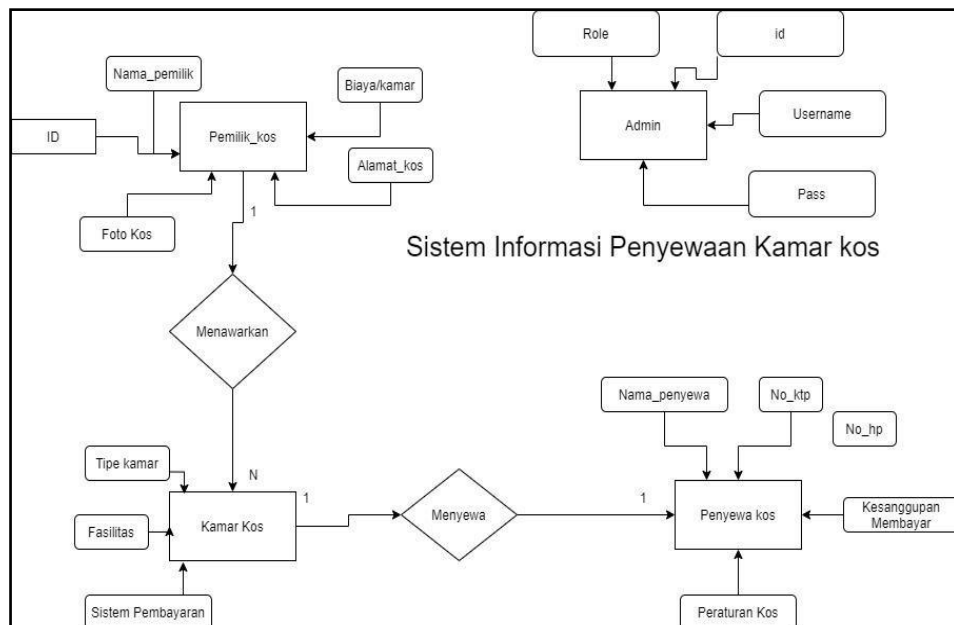 Role
id
Nama_pemilik
Biaya/kamar
Username
ID
Pemilik_kos
Admin
Alamat_kos
Pass
1
Foto Kos
Sistem Informasi Penyewaan Kamar kos
Menawarkan
Nama_penyewa
No_ktp
No_hp
Tipe kamar
N
1
1
Kamar Kos
Menyewa
Penyewa kos
Kesanggupan
Membayar
Fasilitas
Sistem Pembayaran
Peraturan Kos